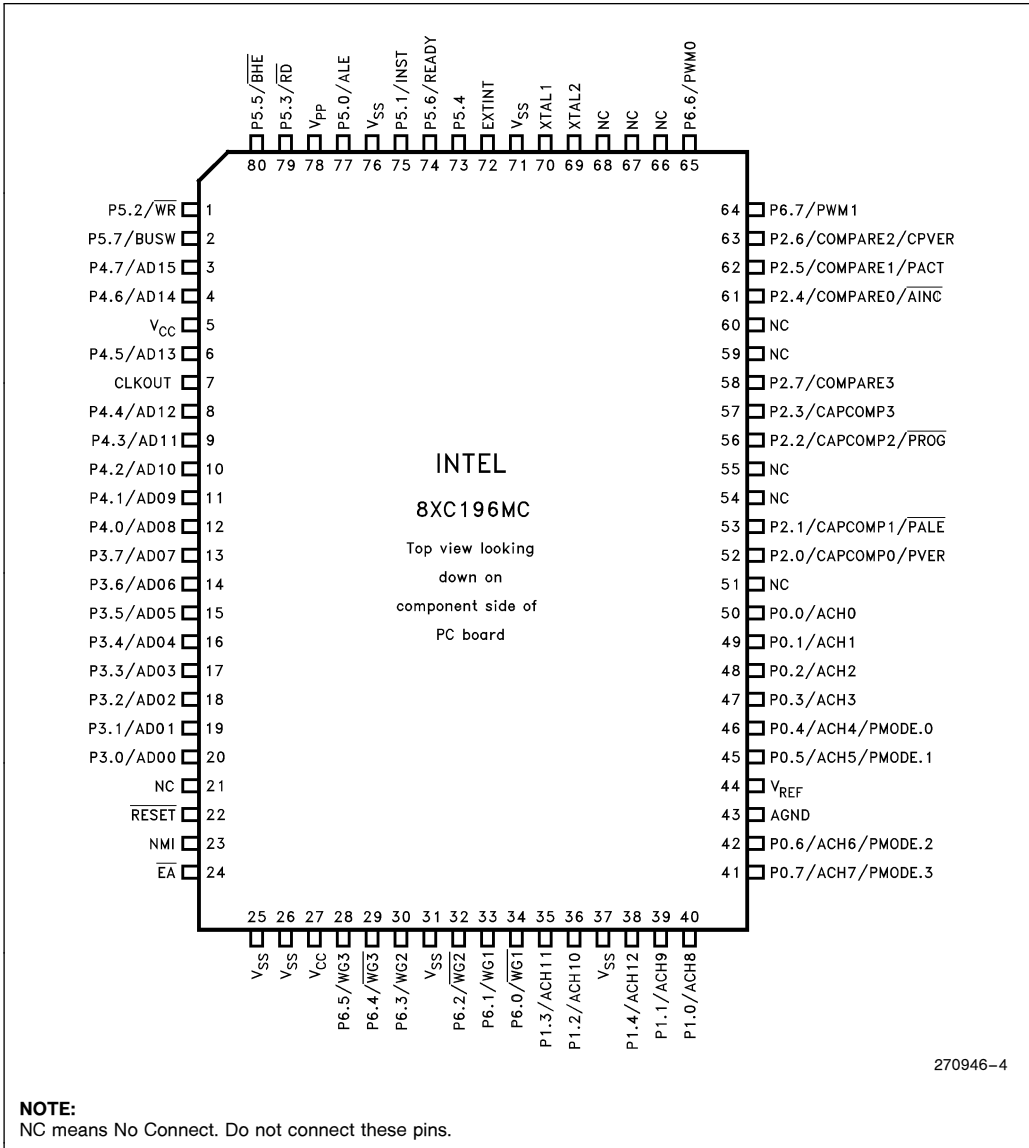 P5.5/BHE
P5.3/RD
VPP
P5.0/ALE
VSS
P5.1/INST
P5.6/READY
P5.4
EXTINT
VSS
XTAL1
XTAL2
NC
NC
NC
P6.6/PWM0
80 79 78 77 76 75 74 73 72 71 70 69 68 67 66 65
P5.2/WR 1
P5.7/BUSW 2
P4.7/AD15 3
P4.6/AD14 4
VCC 5
P4.5/AD13 6
CLKOUT 7
P4.4/AD12 8
P4.3/AD11 9
P4.2/AD10 10
P4.1/AD09 11
P4.0/AD08 12
P3.7/AD07 13
P3.6/AD06 14
P3.5/AD05 15
P3.4/AD04 16
P3.3/AD03 17
P3.2/AD02 18
P3.1/AD01 19
P3.0/AD00 20
NC 21
RESET 22
NMI 23
EA 24
INTEL
8XC196MC
Top view looking
down on
component side of
PC board
64 P6.7/PWM1
63 P2.6/COMPARE2/CPVER
62 P2.5/COMPARE1/PACT
61 P2.4/COMPARE0/AINC
60 NC
59 NC
58 P2.7/COMPARE3
57 P2.3/CAPCOMP3
56 P2.2/CAPCOMP2/PROG
55 NC
54 NC
53 P2.1/CAPCOMP1/PALE
52 P2.0/CAPCOMP0/PVER
51 NC
50 P0.0/ACH0
49 P0.1/ACH1
48 P0.2/ACH2
47 P0.3/ACH3
46 P0.4/ACH4/PMODE.0
45 P0.5/ACH5/PMODE.1
44 VREF
43 AGND
42 P0.6/ACH6/PMODE.2
41 P0.7/ACH7/PMODE.3
25 26 27 28 29 30 31 32 33 34 35 36 37 38 39 40
VSS
VSS
VCC
P6.5/WG3
P6.4/WG3
P6.3/WG2
VSS
P6.2/WG2
P6.1/WG1
P6.0/WG1
P1.3/ACH11
P1.2/ACH10
VSS
P1.4/ACH12
P1.1/ACH9
P1.0/ACH8
270946–4
NOTE:
NC means No Connect. Do not connect these pins.